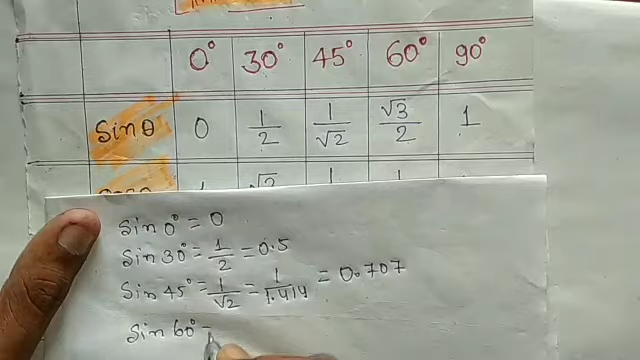 0° 30° 45° 60° 90°
Sin θ 0 1/2 1/√2 √3/2 1
Sin 0° = 0
Sin 30° = 1/2 = 0.5
Sin 45° = 1/√2 = 1/1.414 = 0.707
Sin 60° =